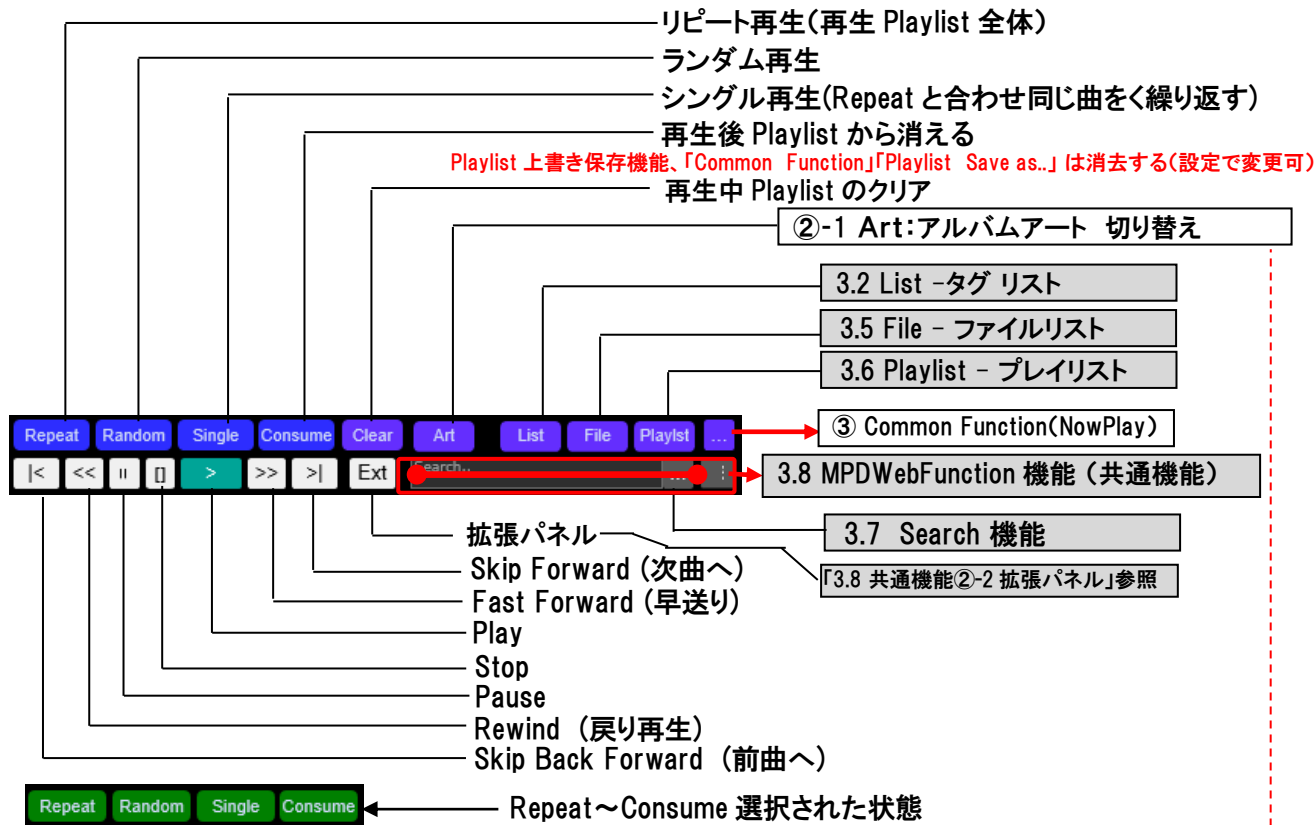 リピート再生(再生 Playlist 全体)
ランダム再生
シングル再生(Repeat と合わせ同じ曲をく繰り返す)
再生後 Playlist から消える
Playlist 上書き保存機能、「Common Function」「Playlist Save as..」は消去する(設定で変更可)
再生中 Playlist のクリア
②-1 Art:アルバムアート 切り替え
3.2 List -タグ リスト
3.5 File - ファイルリスト
3.6 Playlist - プレイリスト
Repeat Random Single Consume Clear Art List File Playlst ...
③ Common Function(NowPlay)
|< << II [] > >> >| Ext Search.. ... ⋮
3.8 MPDWebFunction 機能 (共通機能)
3.7 Search 機能
拡張パネル
「3.8 共通機能②-2 拡張パネル」参照
Skip Forward (次曲へ)
Fast Forward (早送り)
Play
Stop
Pause
Rewind (戻り再生)
Skip Back Forward (前曲へ)
Repeat Random Single Consume
Repeat~Consume 選択された状態